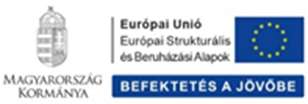 MAGYARORSZÁG
KORMÁNYA
Európai Unió
Európai Strukturális
és Beruházási Alapok
BEFEKTETÉS A JÖVŐBE